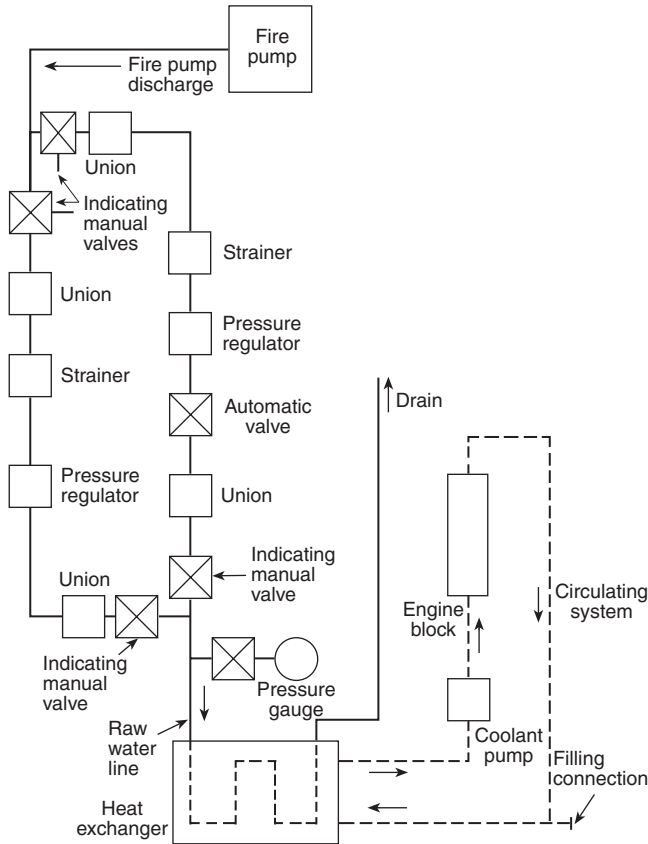 Fire
pump
Fire pump
discharge
Union
Indicating
manual
valves
Strainer
Union
Pressure
regulator
Strainer
Automatic
valve
Drain
Pressure
regulator
Union
Indicating
manual
valve
Union
Engine
block
Circulating
system
Indicating
manual
valve
Pressure
gauge
Raw
water
line
Coolant
pump
Filling
connection
Heat
exchanger